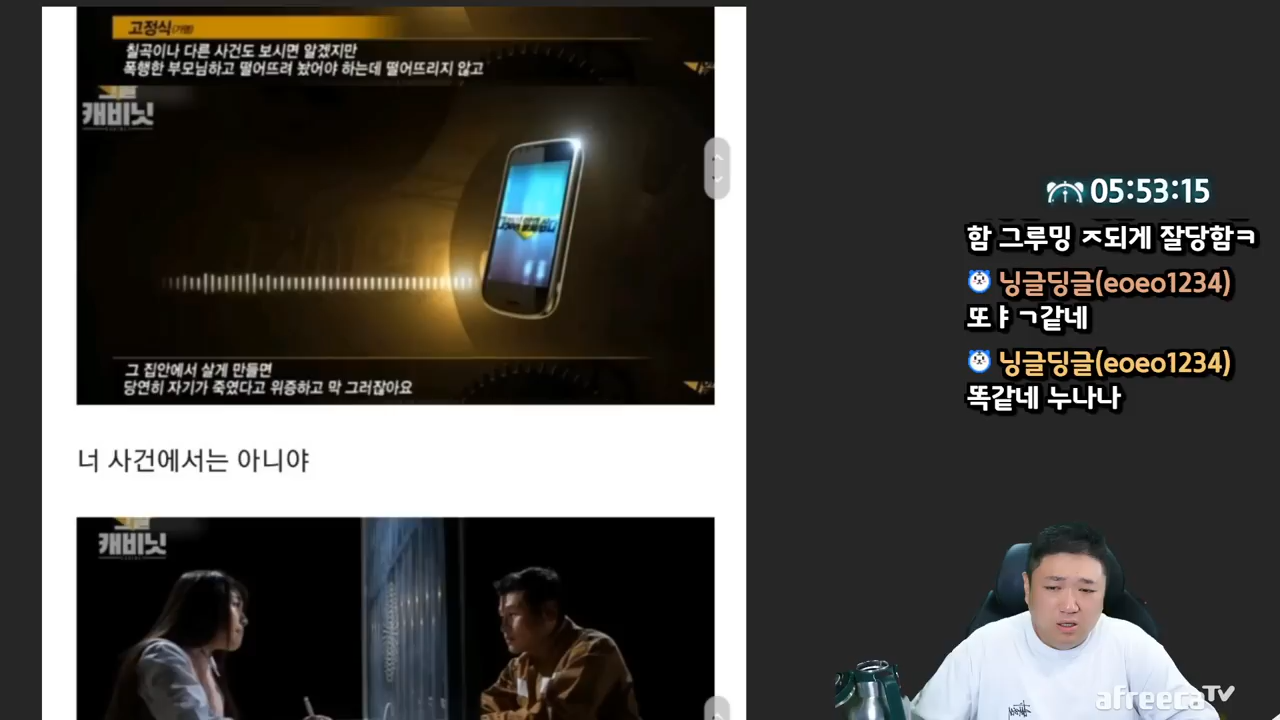 고정식(가명)
칠곡이나 다른 사건도 보시면 알겠지만
폭행한 부모님하고 떨어뜨려 놨어야 하는데 떨어뜨리지 않고
캐비닛
그 집안에서 살게 만들면
당연히 자기가 죽였다고 위증하고 막 그러잖아요
너 사건에서는 아니야
캐비닛
05:53:15
함 그루밍 ㅈ되게 잘당함ㅋ
닝글딩글(eoeo1234)
또ㅑㄱ같네
닝글딩글(eoeo1234)
똑같네 누나나
afreecaTV